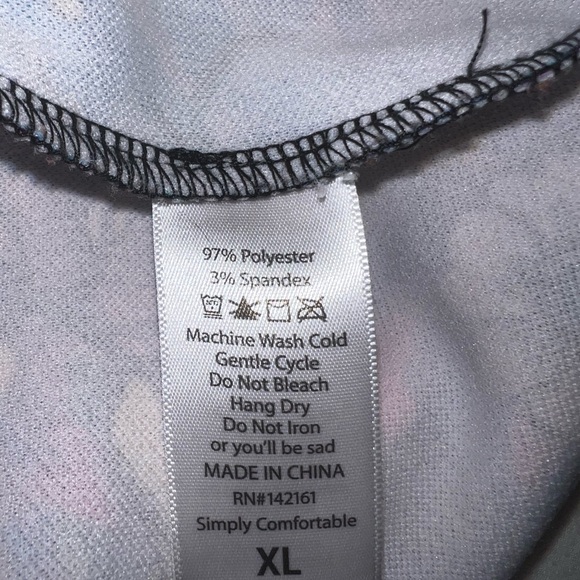 97% Polyester
3% Spandex
Machine Wash Cold
Gentle Cycle
Do Not Bleach
Hang Dry
Do Not Iron
or you'll be sad
MADE IN CHINA
RN#142161
Simply Comfortable
XL